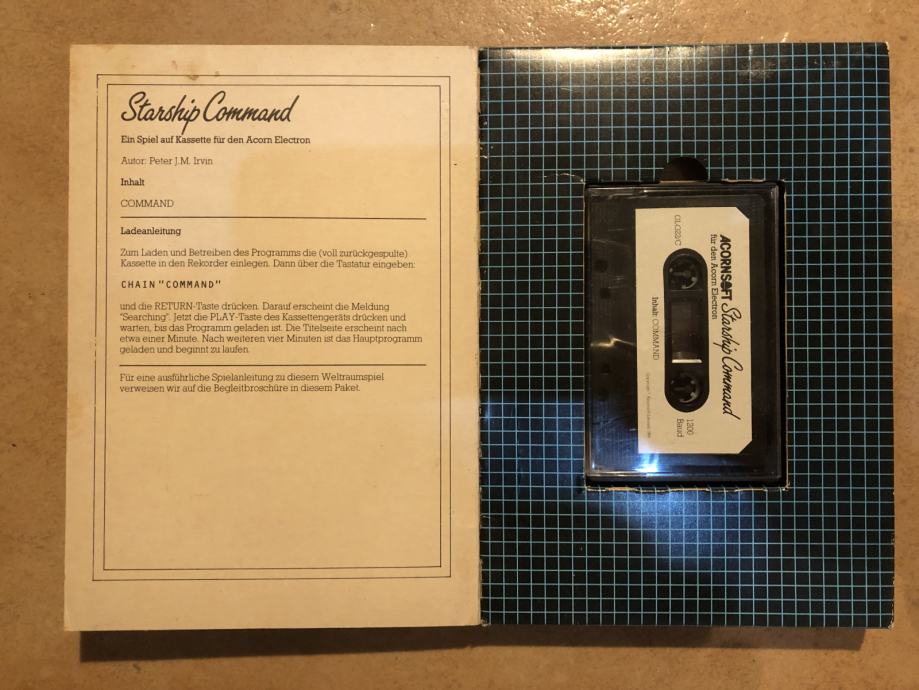 Starship Command
Ein Spiel auf Kassette für den Acorn Electron
Autor: Peter J.M. Irvin
Inhalt
COMMAND
Ladeanleitung
Zum Laden und Betreiben des Programms die (voll zurückgespulte)
Kassette in den Rekorder einlegen. Dann über die Tastatur eingeben:
CHAIN "COMMAND"
und die RETURN-Taste drücken. Darauf erscheint die Meldung
"Searching". Jetzt die PLAY-Taste des Kassettengeräts drücken und
warten, bis das Programm geladen ist. Die Titelseite erscheint nach
etwa einer Minute. Nach weiteren vier Minuten ist das Hauptprogramm
geladen und beginnt zu laufen.
Für eine ausführliche Spielanleitung zu diesem Weltraumspiel
verweisen wir auf die Begleitbroschüre in diesem Paket.
ACORNSOFT Starship Command
für den Acorn Electron
1200
Baud
Inhalt: COMMAND